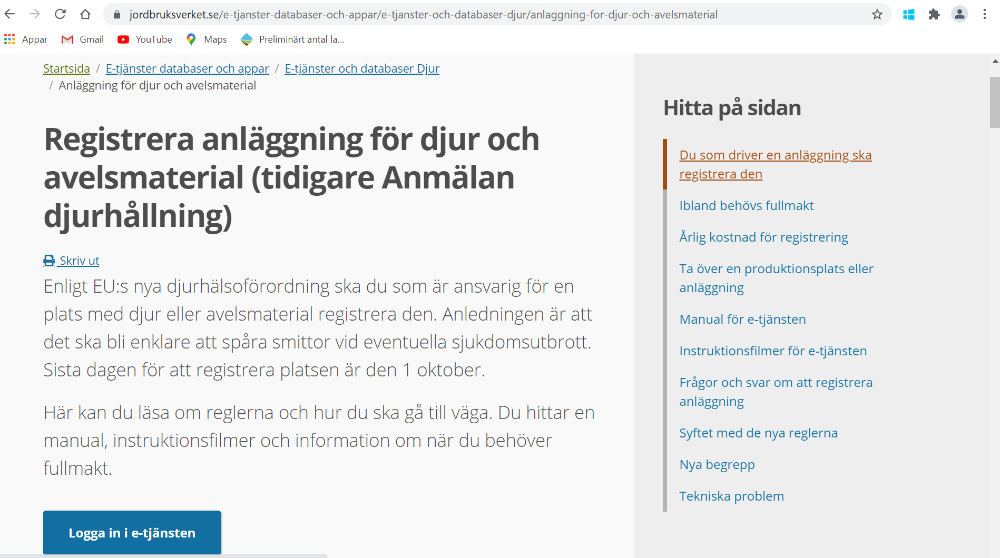 jordbruksverket.se/e-tjanster-databaser-och-appar/e-tjanster-och-databaser-djur/anlaggning-for-djur-och-avelsmaterial
Appar Gmail YouTube Maps Preliminärt antal la...
Startsida / E-tjänster databaser och appar / E-tjänster och databaser Djur
/ Anläggning för djur och avelsmaterial
Registrera anläggning för djur och
avelsmaterial (tidigare Anmälan
djurhållning)
Skriv ut
Enligt EU:s nya djurhälsoförordning ska du som är ansvarig för en
plats med djur eller avelsmaterial registrera den. Anledningen är att
det ska bli enklare att spåra smittor vid eventuella sjukdomsutbrott.
Sista dagen för att registrera platsen är den 1 oktober.
Här kan du läsa om reglerna och hur du ska gå till väga. Du hittar en
manual, instruktionsfilmer och information om när du behöver
fullmakt.
Logga in i e-tjänsten
Hitta på sidan
Du som driver en anläggning ska
registrera den
Ibland behövs fullmakt
Årlig kostnad för registrering
Ta över en produktionsplats eller
anläggning
Manual för e-tjänsten
Instruktionsfilmer för e-tjänsten
Frågor och svar om att registrera
anläggning
Syftet med de nya reglerna
Nya begrepp
Tekniska problem